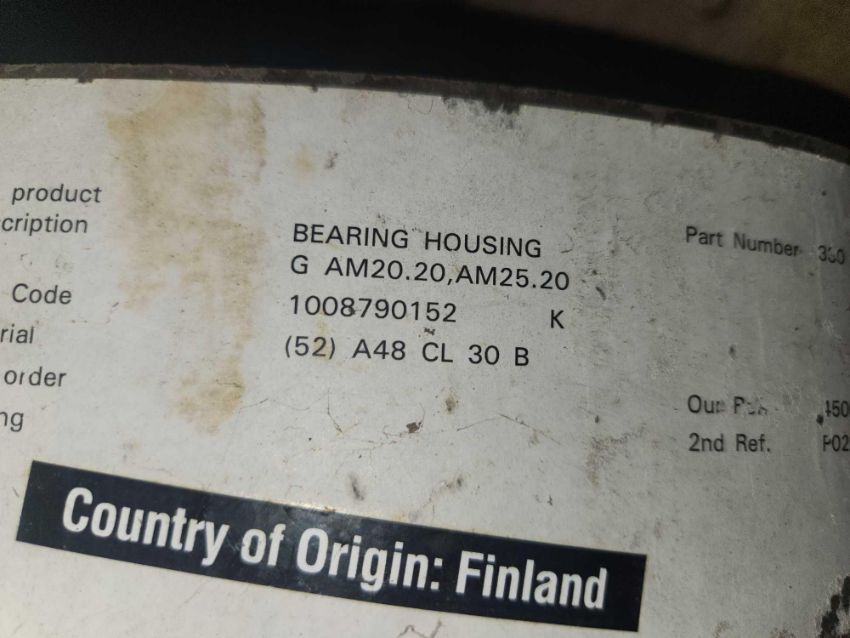 product
cription
BEARING HOUSING
G AM20.20,AM25.20
Part Number
Code
1008790152 K
rial
(52) A48 CL 30 B
order
ng
Our
2nd Ref.
Country of Origin: Finland